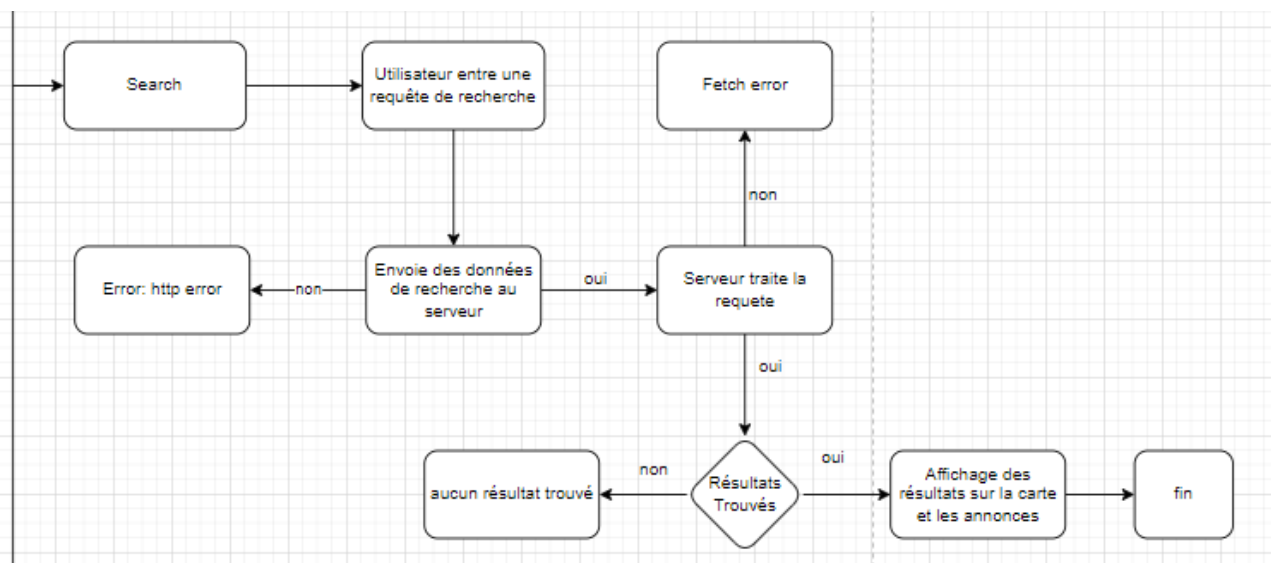 Search
Utilisateur entre une
requête de recherche
Fetch error
non
Error: http error
non
Envoie des données
de recherche au
serveur
oui
Serveur traite la
requete
oui
aucun résultat trouvé
non
Résultats
Trouvés
oui
Affichage des
résultats sur la carte
et les annonces
fin